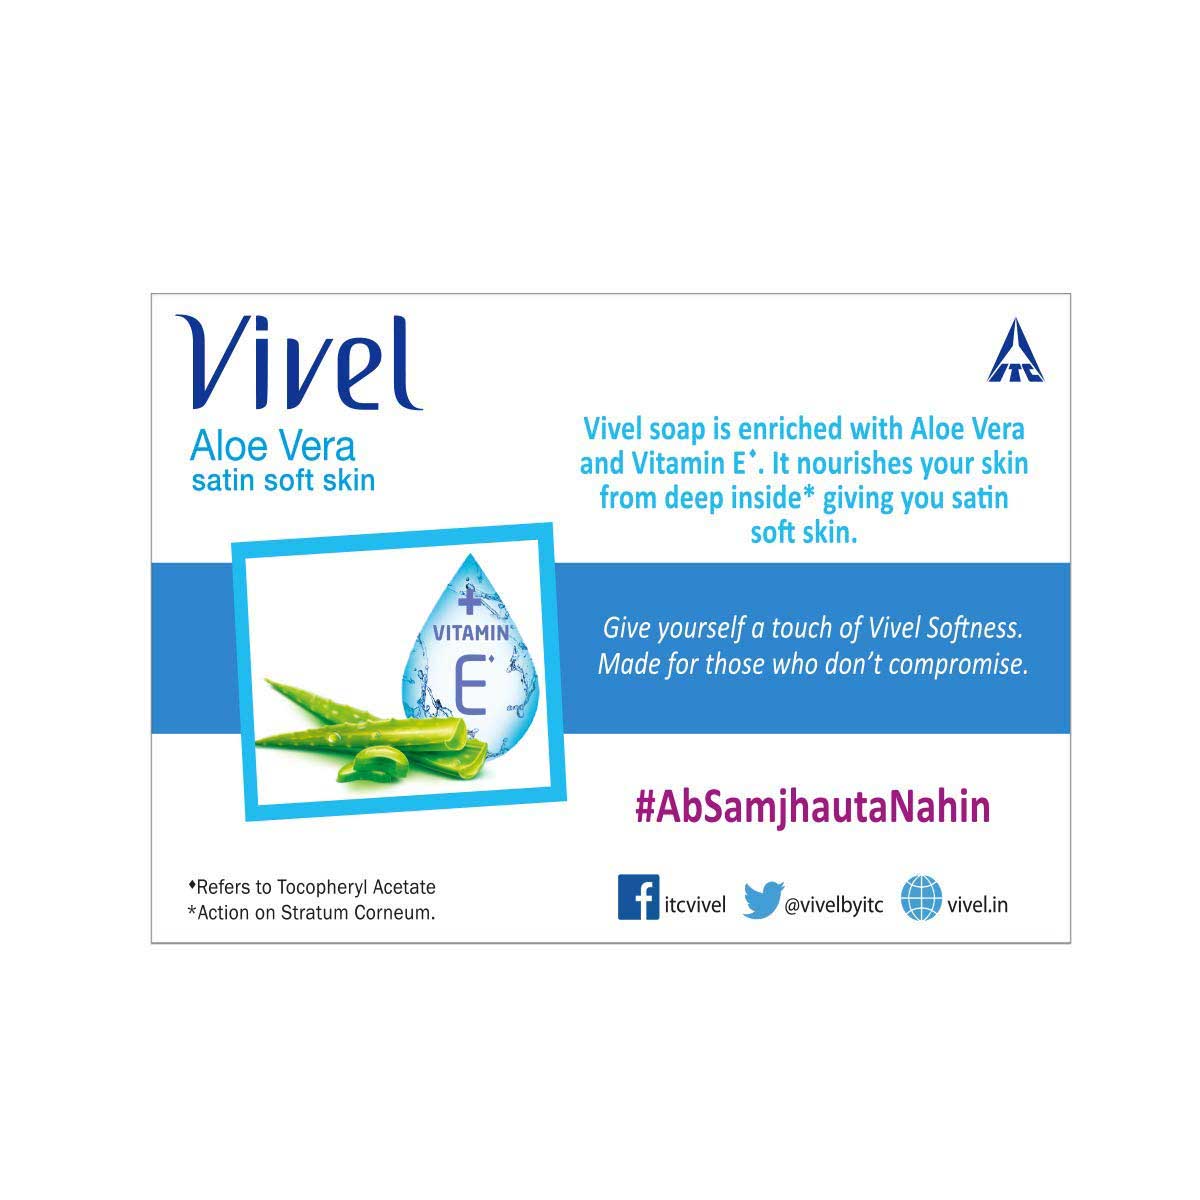 Vivel
Aloe Vera
satin soft skin
ITC
Vivel soap is enriched with Aloe Vera
and Vitamin E♦. It nourishes your skin
from deep inside* giving you satin
soft skin.
+
VITAMIN
E♦
Give yourself a touch of Vivel Softness.
Made for those who don’t compromise.
#AbSamjhautaNahin
♦Refers to Tocopheryl Acetate
*Action on Stratum Corneum.
itcvivel @vivelbyitc vivel.in